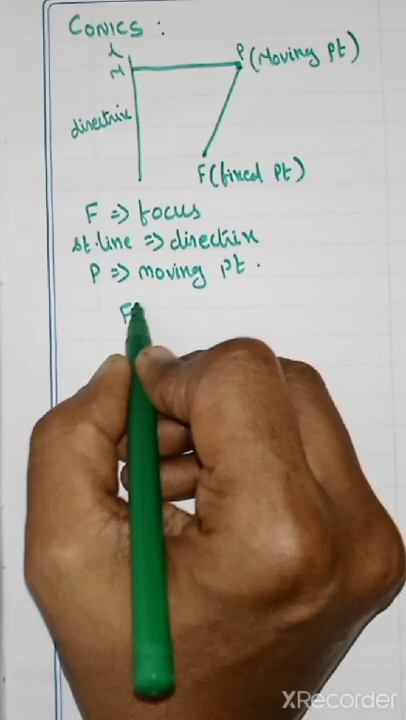 CONICS :
l
M
P (Moving pt)
directrix
F (fixed pt)
F => focus
st. line => directrix
P => moving pt.
F
XRecorder